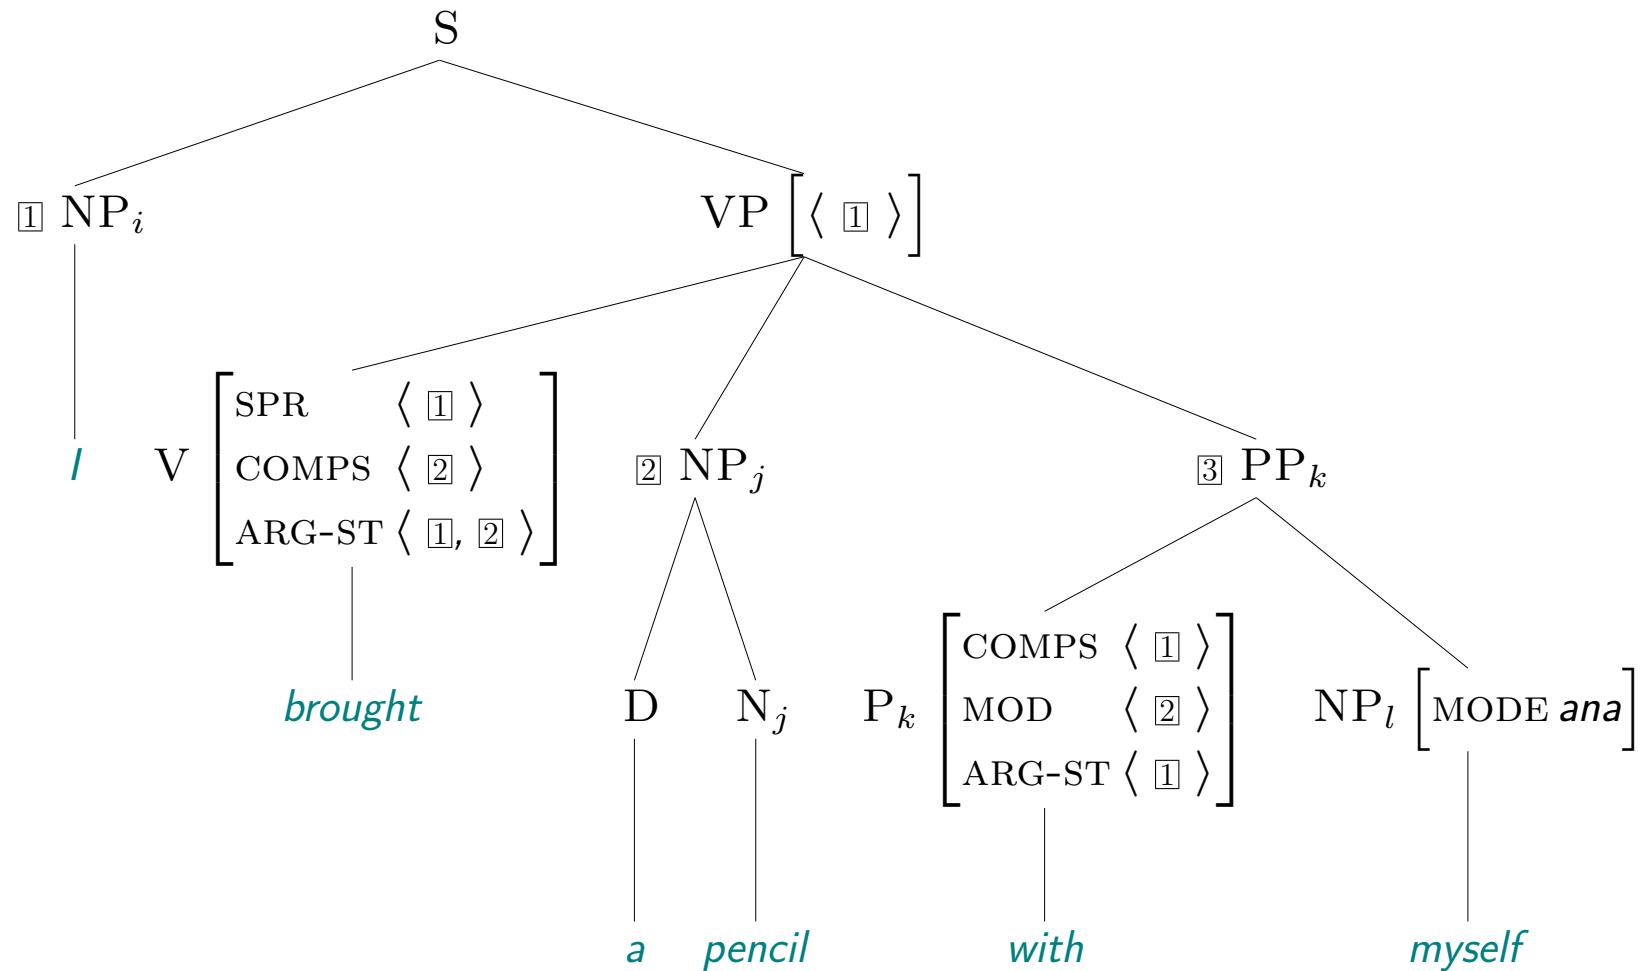 S
1 NP_i VP [⟨ 1 ⟩]
SPR ⟨ 1 ⟩
I V COMPS ⟨ 2 ⟩ 2 NP_j 3 PP_k
ARG-ST ⟨ 1, 2 ⟩
COMPS ⟨ 1 ⟩
brought D N_j P_k MOD ⟨ 2 ⟩ NP_l [MODE ana]
ARG-ST ⟨ 1 ⟩
a pencil with myself